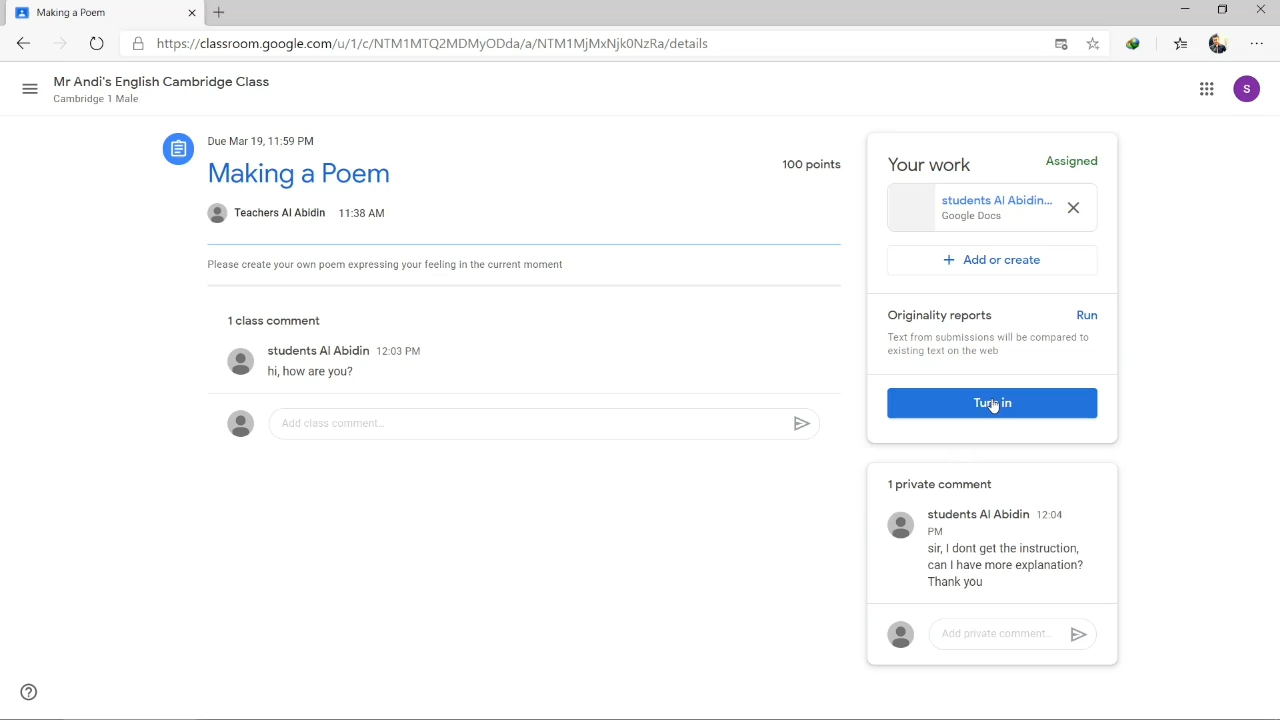 Making a Poem
https://classroom.google.com/u/1/c/NTM1MTQ2MDMyODda/a/NTM1MjMxNjk0NzRa/details
Mr Andi's English Cambridge Class
Cambridge 1 Male
S
Due Mar 19, 11:59 PM
Making a Poem
100 points
Teachers Al Abidin 11:38 AM
Please create your own poem expressing your feeling in the current moment
1 class comment
students Al Abidin 12:03 PM
hi, how are you?
Add class comment...
Your work
Assigned
students Al Abidin...
Google Docs
+ Add or create
Originality reports
Run
Text from submissions will be compared to
existing text on the web
Turn in
1 private comment
students Al Abidin 12:04
PM
sir, I dont get the instruction,
can I have more explanation?
Thank you
Add private comment...